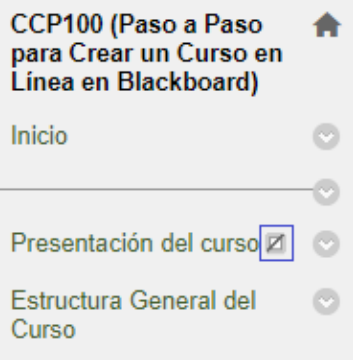 CCP100 (Paso a Paso
para Crear un Curso en
Línea en Blackboard)
Inicio
Presentación del curso
Estructura General del
Curso